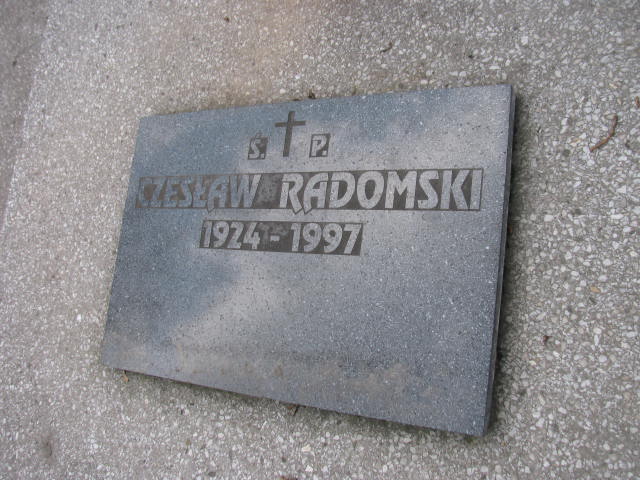 Ś. P.
CZESŁAW RADOMSKI
1924-1997